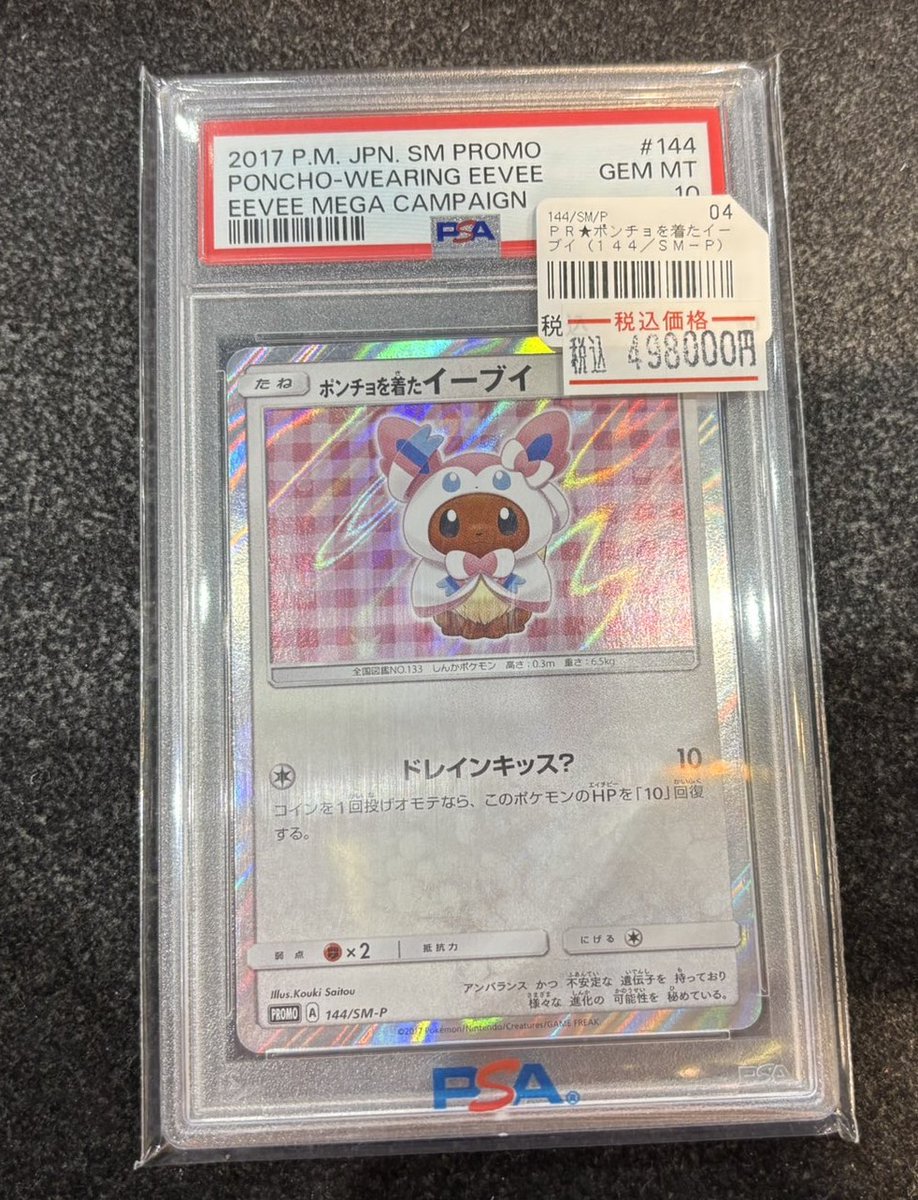 2017 P.M. JPN. SM PROMO
#144
PONCHO-WEARING EEVEE
GEM MT
EEVEE MEGA CAMPAIGN
10
PSA
144/SM/P
04
PR★ポンチョを着たイー
ブイ(144/SM-P)
税
税込価格
税込 498000円
たね
ポンチョを着たイーブイ
全国図鑑NO.133 しんかポケモン 高さ:0.3m 重さ:6.5kg
ドレインキッス?
10
コインを1回投げオモテなら、このポケモンのHPを「10」回復
する。
弱点
×2
抵抗力
にげる
アンバランス かつ 不安定な 遺伝子を 持っており
様々な 進化の 可能性を 秘めている。
Illus.Kouki Saitou
PROMO A 144/SM-P
©2017 Pokémon/Nintendo/Creatures/GAME FREAK
PSA
PSA